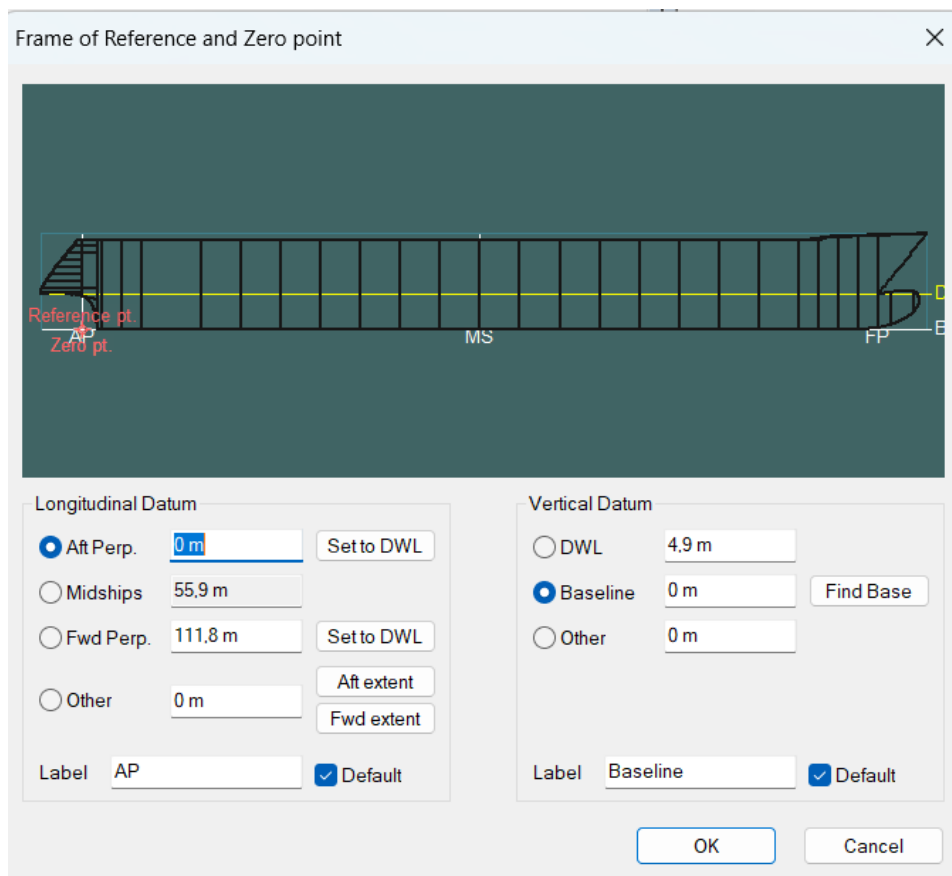 Frame of Reference and Zero point
D
Reference pt.
B
AP
MS
FP
Zero pt.
Longitudinal Datum
Aft Perp. 0 m Set to DWL
Midships 55,9 m
Fwd Perp. 111,8 m Set to DWL
Other 0 m Aft extent
Fwd extent
Label AP Default
Vertical Datum
DWL 4,9 m
Baseline 0 m Find Base
Other 0 m
Label Baseline Default
OK Cancel